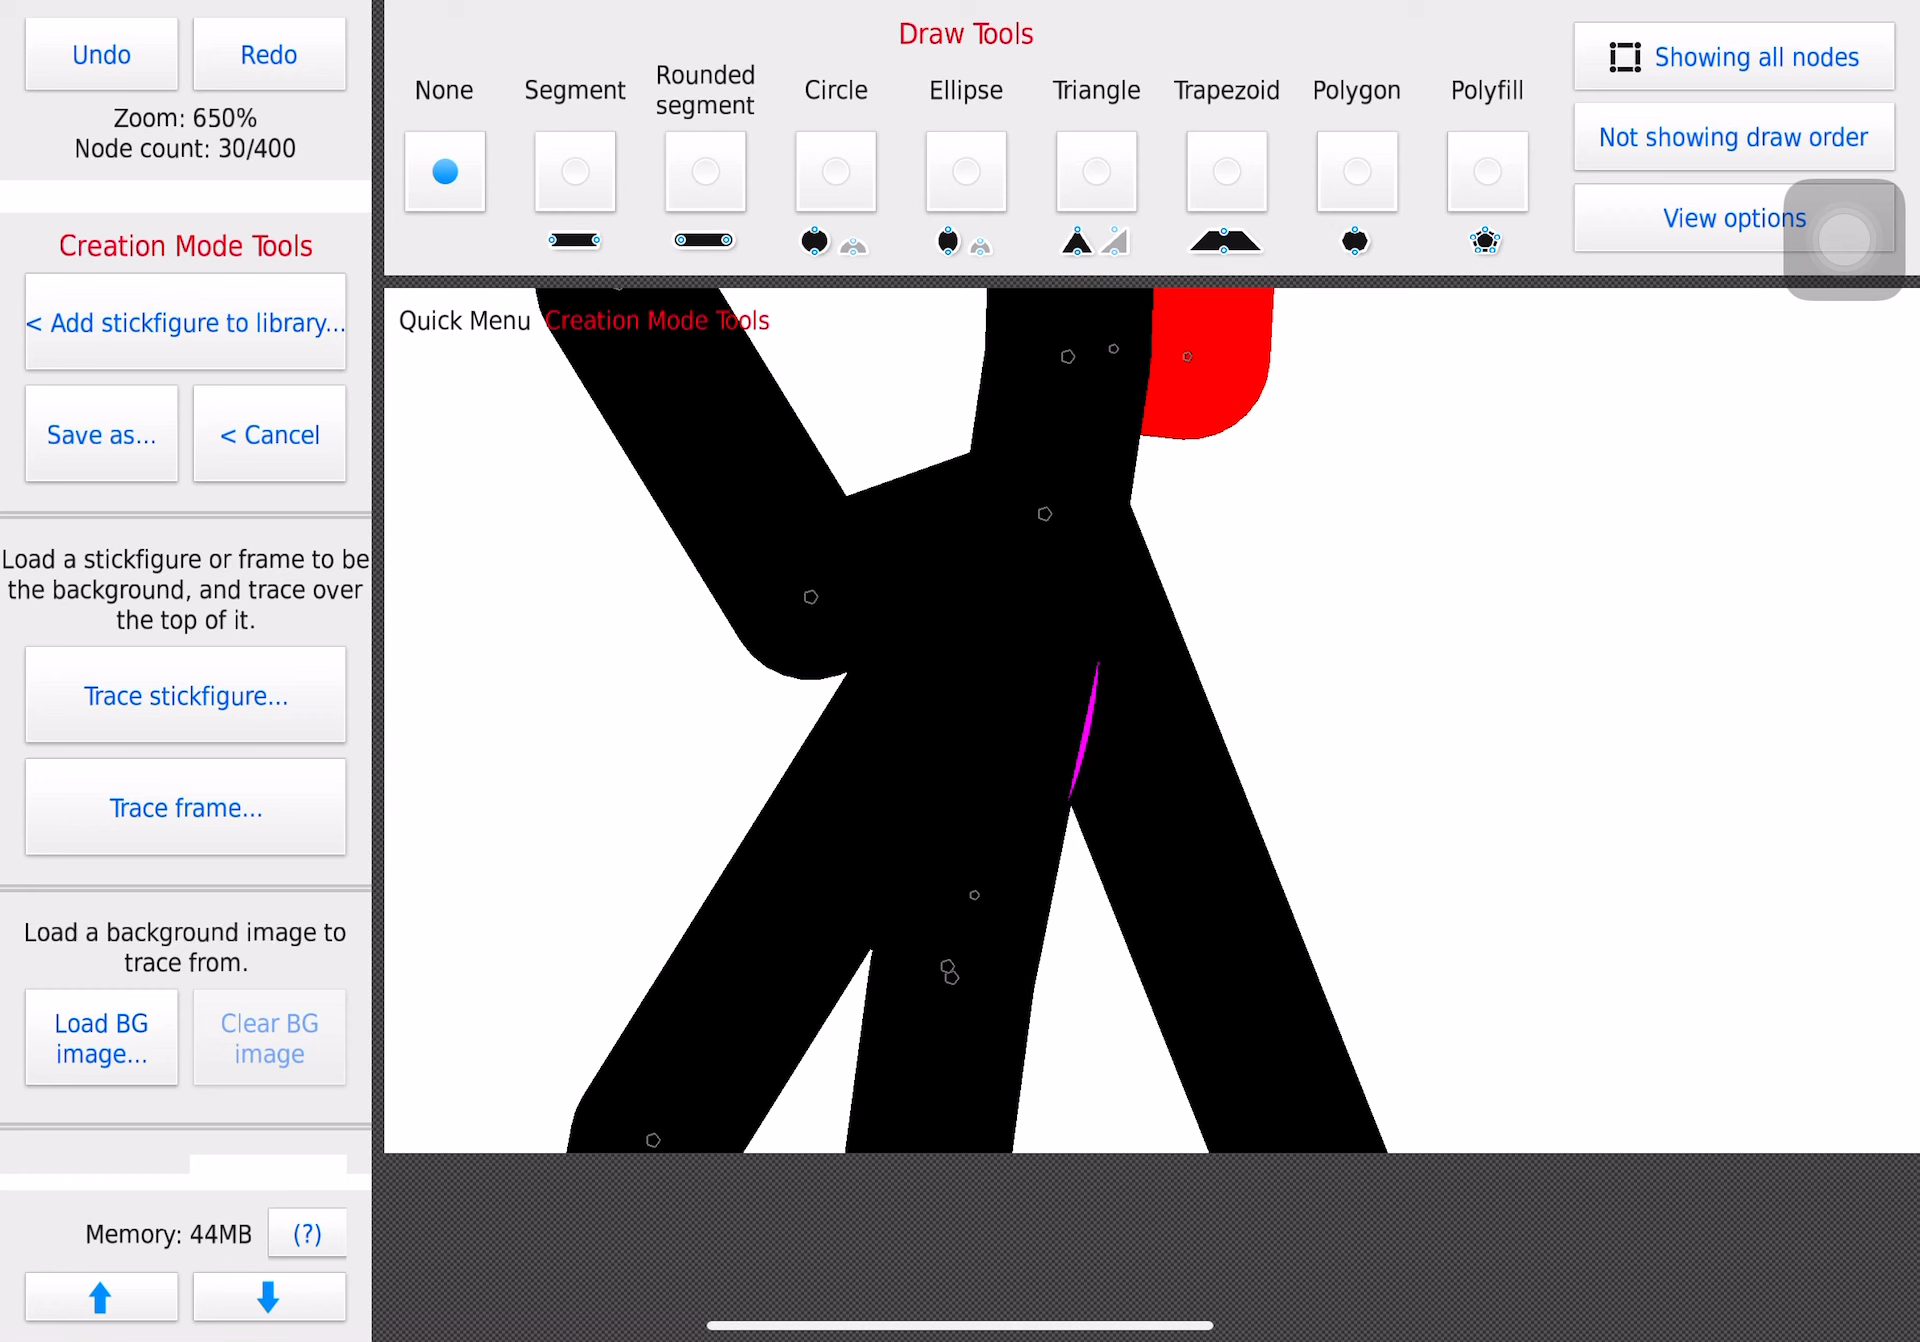 Undo
Redo
Zoom: 650%
Node count: 30/400
Creation Mode Tools
< Add stickfigure to library...
Save as...
< Cancel
Load a stickfigure or frame to be
the background, and trace over
the top of it.
Trace stickfigure...
Trace frame...
Load a background image to
trace from.
Load BG
image...
Clear BG
image
Memory: 44MB
(?)
Draw Tools
None
Segment
Rounded
segment
Circle
Ellipse
Triangle
Trapezoid
Polygon
Polyfill
Showing all nodes
Not showing draw order
View options
Quick Menu
Creation Mode Tools